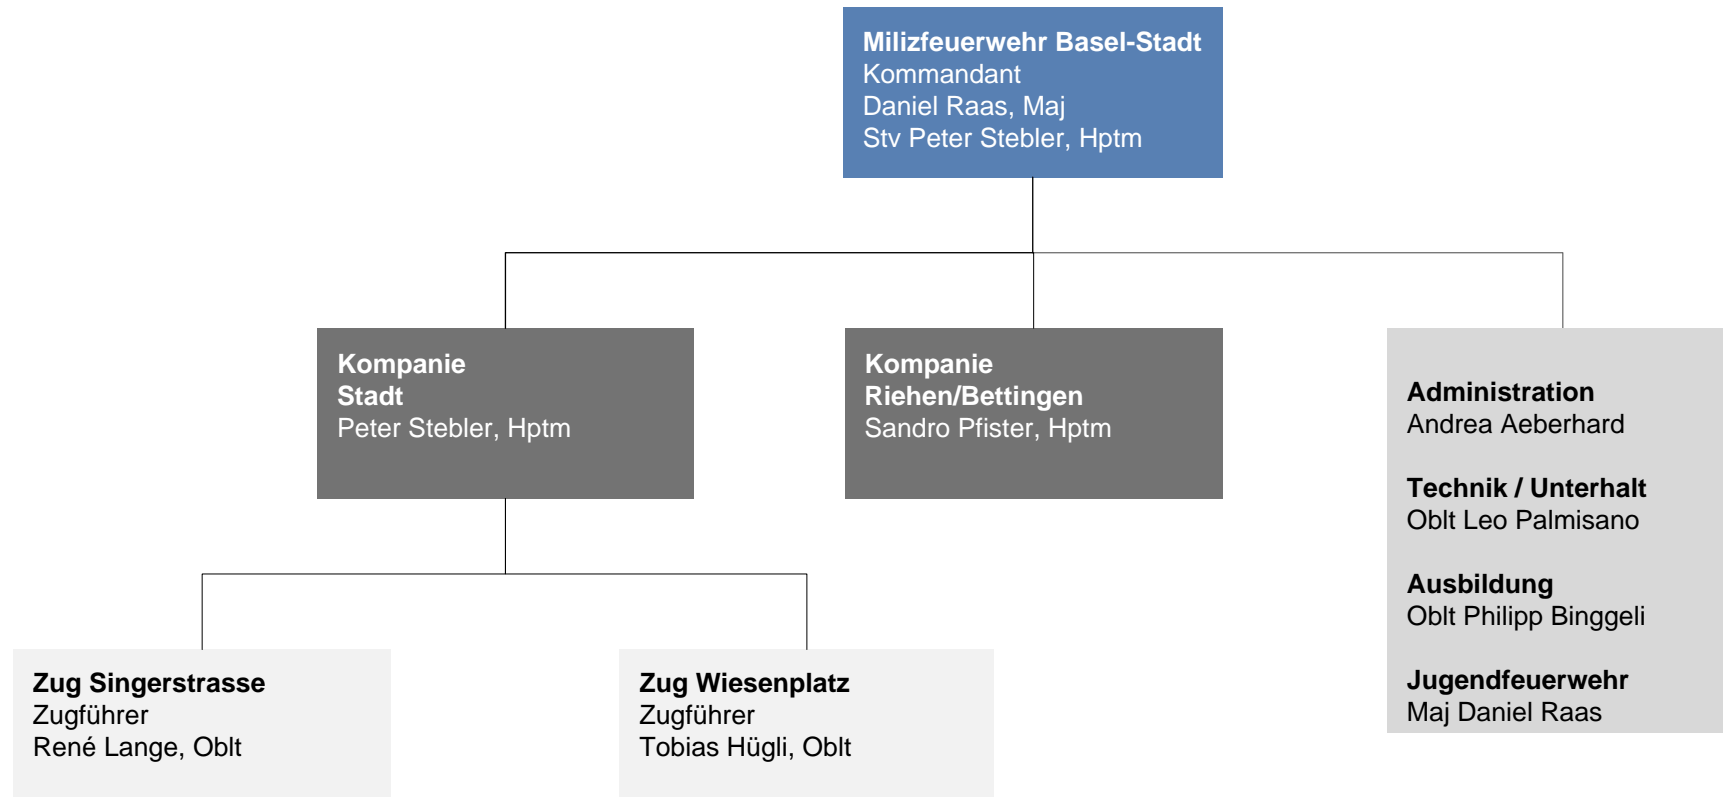 Milizfeuerwehr Basel-Stadt
Kommandant
Daniel Raas, Maj
Stv Peter Stebler, Hptm
Kompanie
Stadt
Peter Stebler, Hptm
Kompanie
Riehen/Bettingen
Sandro Pfister, Hptm
Administration
Andrea Aeberhard
Technik / Unterhalt
Oblt Leo Palmisano
Ausbildung
Oblt Philipp Binggeli
Jugendfeuerwehr
Maj Daniel Raas
Zug Singerstrasse
Zugführer
René Lange, Oblt
Zug Wiesenplatz
Zugführer
Tobias Hügli, Oblt